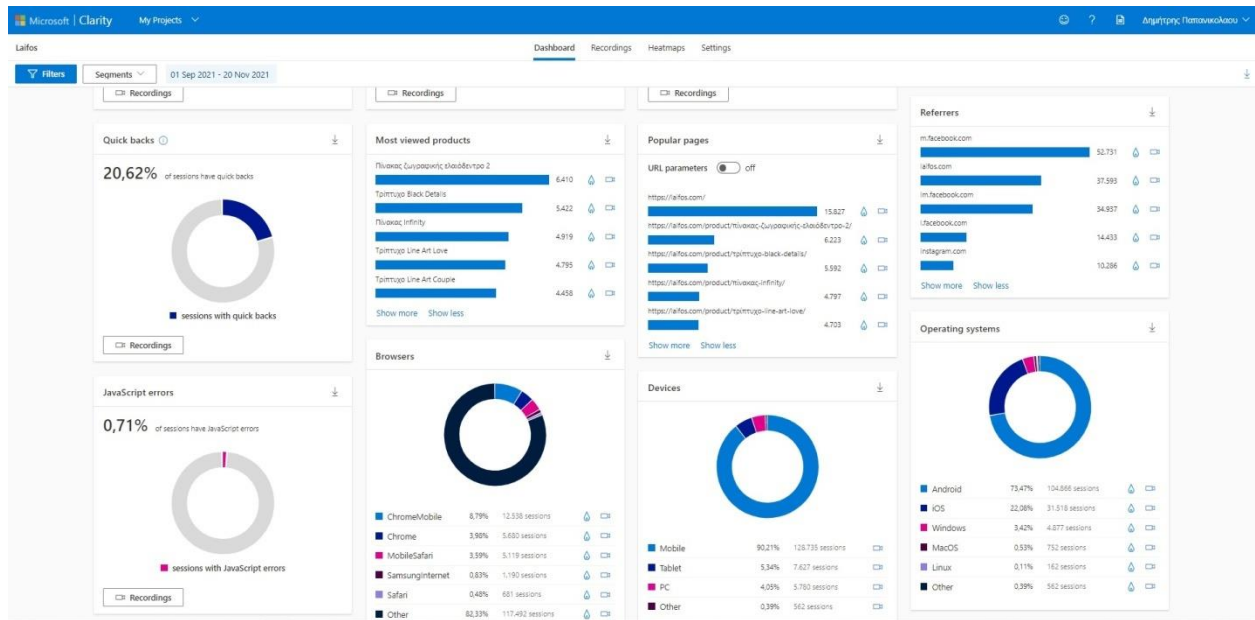 Microsoft | Clarity
My Projects
Δημήτρης Παπανικολαου
Laifos
Dashboard
Recordings
Heatmaps
Settings
Filters
Segments
01 Sep 2021 - 20 Nov 2021
Recordings
Quick backs
20,62% of sessions have quick backs
sessions with quick backs
Recordings
JavaScript errors
0,71% of sessions have JavaScript errors
sessions with JavaScript errors
Recordings
Recordings
Most viewed products
Πίνακας ζωγραφικής ελαιόδεντρο 2
6.410
Τρίπτυχο Black Details
5.422
Πίνακας Infinity
4.919
Τρίπτυχο Line Art Love
4.795
Τρίπτυχο Line Art Couple
4.458
Show more Show less
Browsers
ChromeMobile 8,79% 12.538 sessions
Chrome 3,98% 5.680 sessions
MobileSafari 3,59% 5.119 sessions
SamsungInternet 0,83% 1.190 sessions
Safari 0,48% 681 sessions
Other 82,33% 117.492 sessions
Recordings
Popular pages
URL parameters off
https://laifos.com/
15.827
https://laifos.com/product/πίνακας-ζωγραφικής-ελαιόδεντρο-2/
6.223
https://laifos.com/product/τρίπτυχο-black-details/
5.592
https://laifos.com/product/πίνακας-infinity/
4.797
https://laifos.com/product/τρίπτυχο-line-art-love/
4.703
Show more Show less
Devices
Mobile 90,21% 128.735 sessions
Tablet 5,34% 7.627 sessions
PC 4,05% 5.780 sessions
Other 0,39% 562 sessions
Referrers
m.facebook.com
52.731
laifos.com
37.593
lm.facebook.com
34.937
l.facebook.com
14.433
instagram.com
10.286
Show more Show less
Operating systems
Android 73,47% 104.866 sessions
iOS 22,08% 31.518 sessions
Windows 3,42% 4.877 sessions
MacOS 0,53% 752 sessions
Linux 0,11% 162 sessions
Other 0,39% 562 sessions